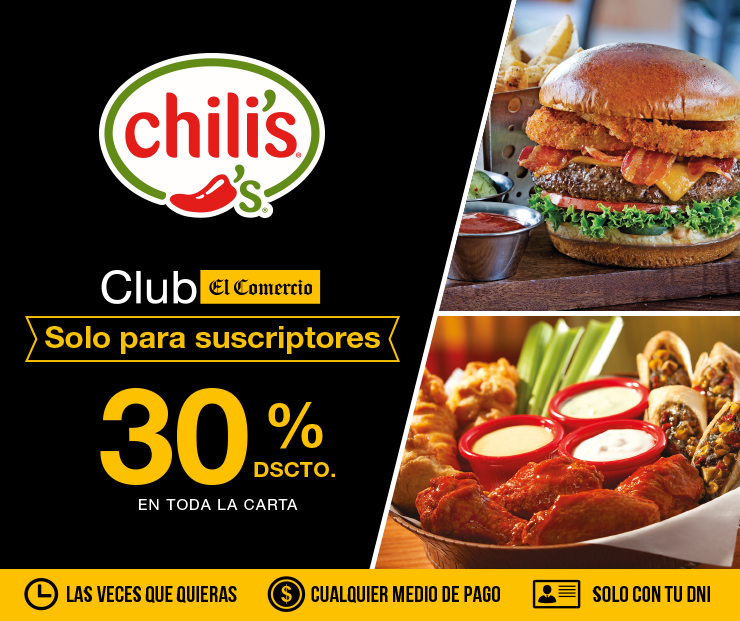 chili's
's
Club El Comercio
Solo para suscriptores
30 % DSCTO.
EN TODA LA CARTA
LAS VECES QUE QUIERAS
$ CUALQUIER MEDIO DE PAGO
SOLO CON TU DNI